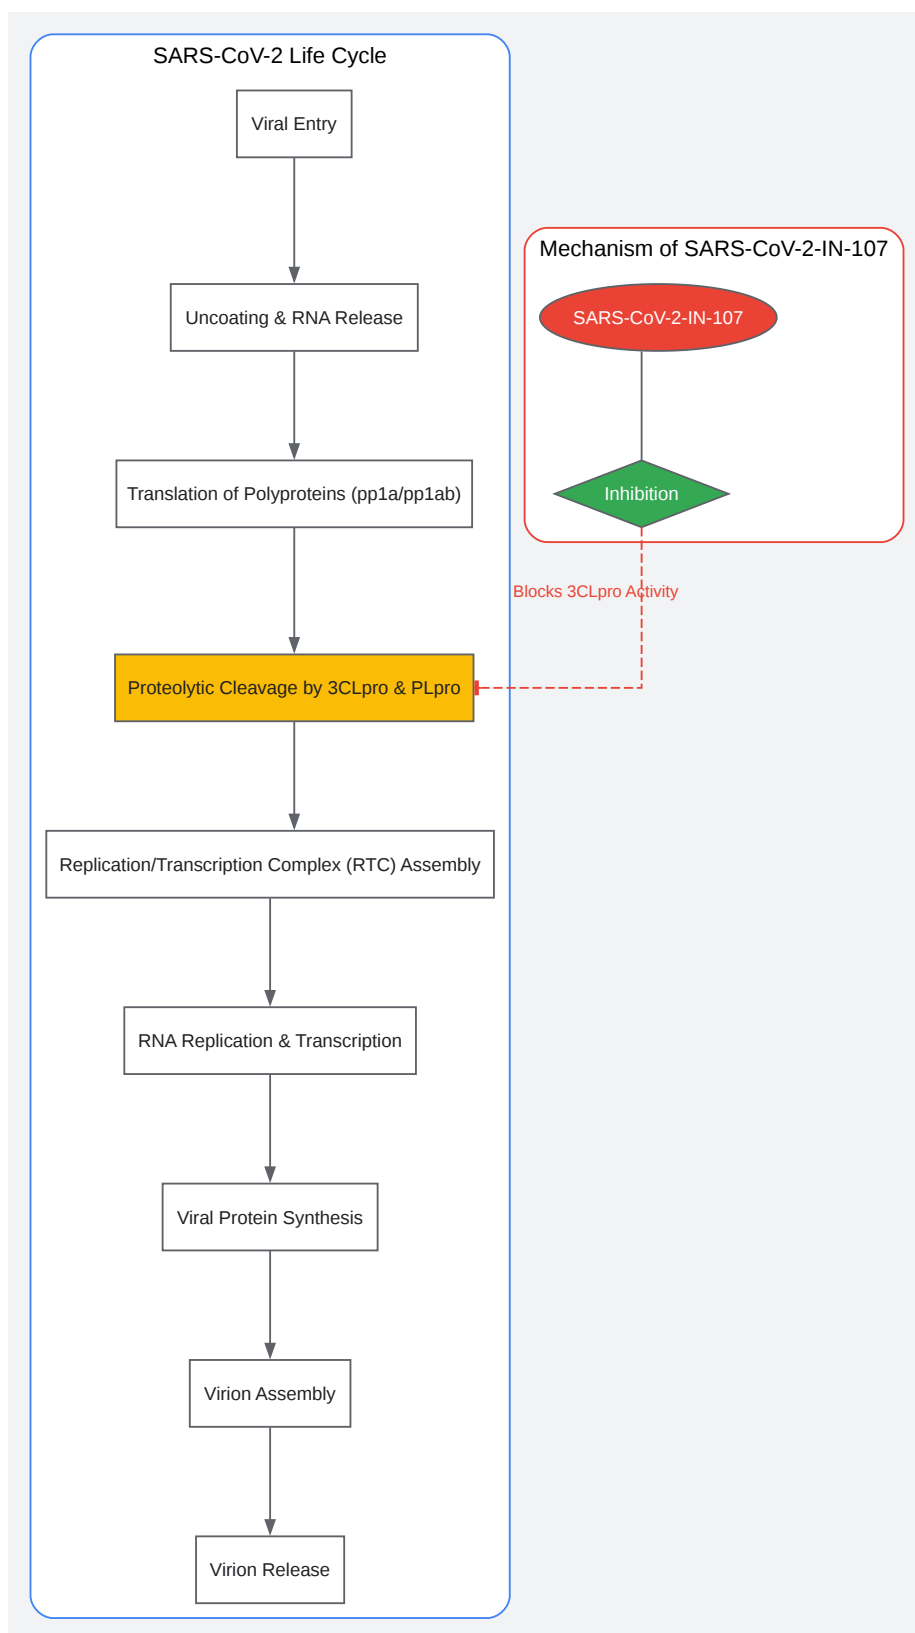 SARS-CoV-2 Life Cycle
Viral Entry
Uncoating & RNA Release
Translation of Polyproteins (pp1a/pp1ab)
Proteolytic Cleavage by 3CLpro & PLpro
Replication/Transcription Complex (RTC) Assembly
RNA Replication & Transcription
Viral Protein Synthesis
Virion Assembly
Virion Release
Mechanism of SARS-CoV-2-IN-107
SARS-CoV-2-IN-107
Inhibition
Blocks 3CLpro Activity